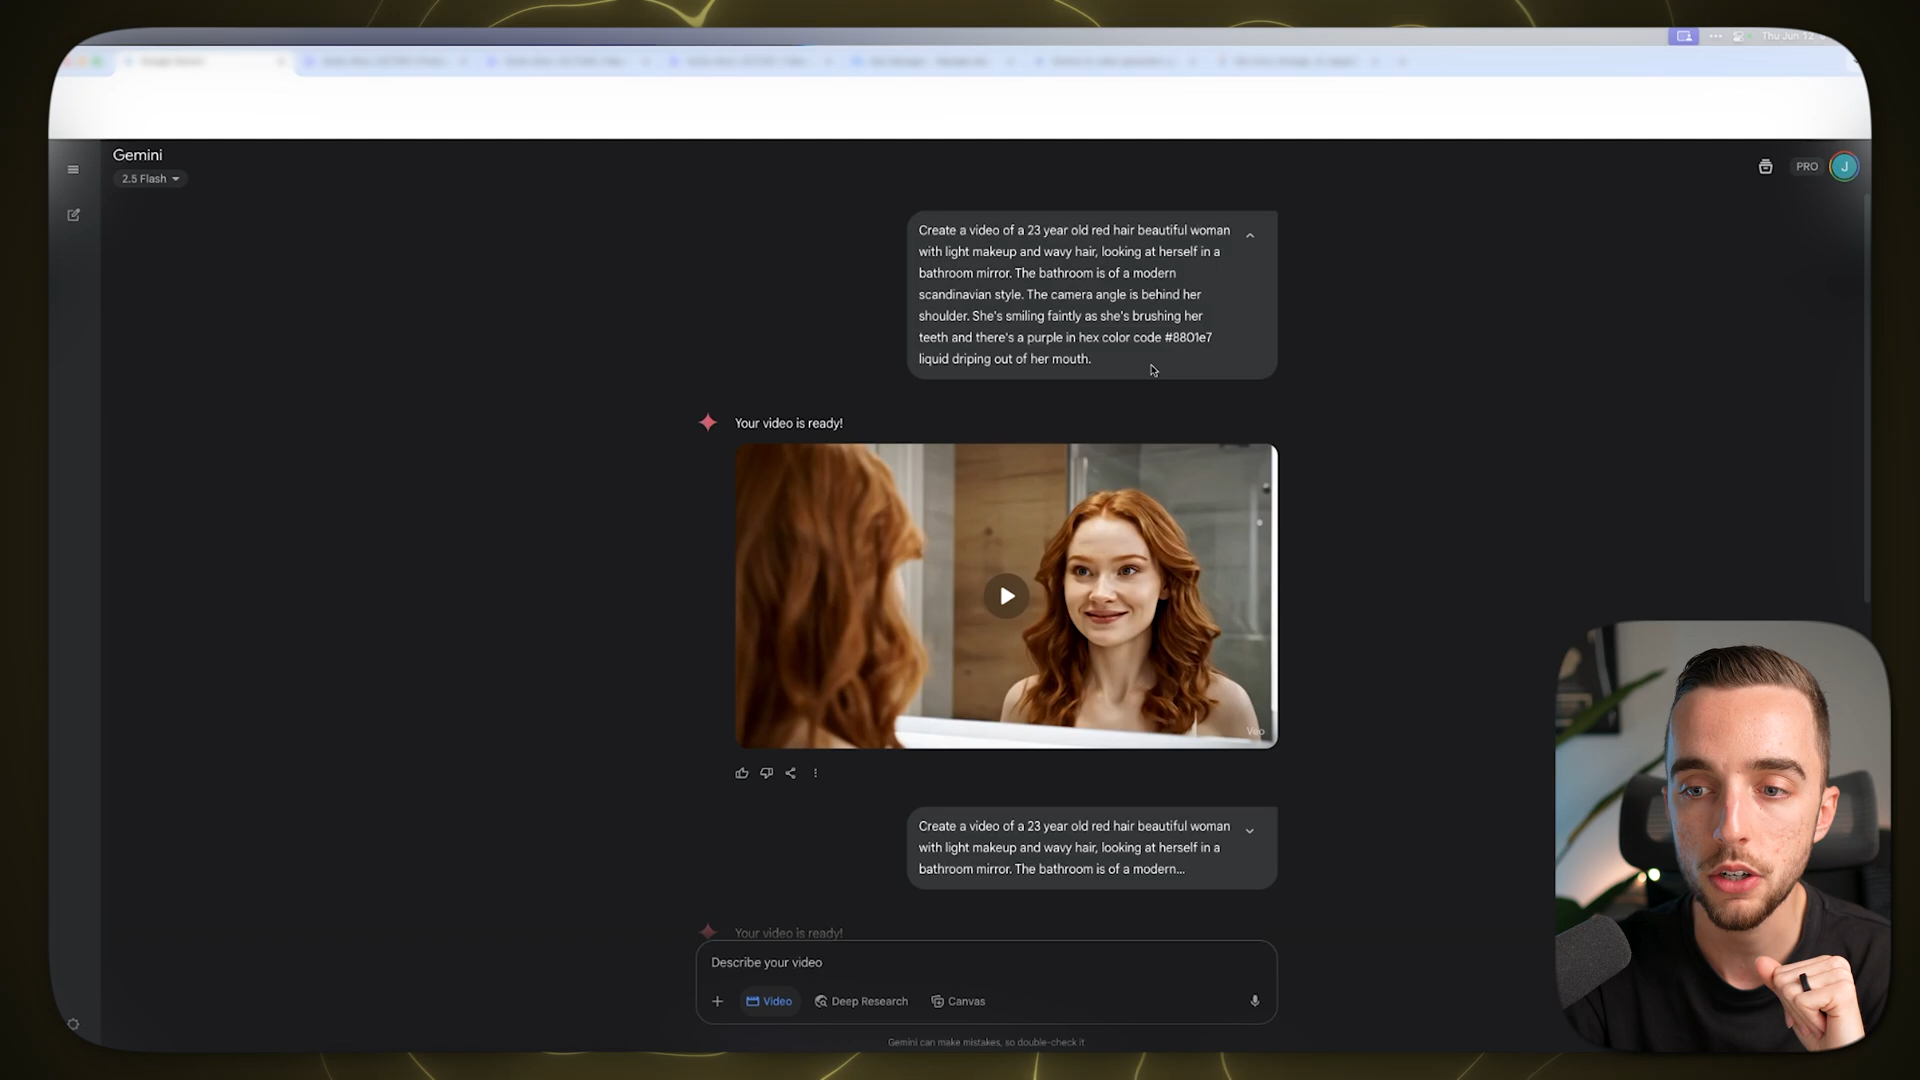 Thu Jun 12
Gemini
2.5 Flash
PRO
J
Create a video of a 23 year old red hair beautiful woman
with light makeup and wavy hair, looking at herself in a
bathroom mirror. The bathroom is of a modern
scandinavian style. The camera angle is behind her
shoulder. She's smiling faintly as she's brushing her
teeth and there's a purple in hex color code #8801e7
liquid driping out of her mouth.
Your video is ready!
Veo
Create a video of a 23 year old red hair beautiful woman
with light makeup and wavy hair, looking at herself in a
bathroom mirror. The bathroom is of a modern...
Your video is ready!
Describe your video
Video
Deep Research
Canvas
Gemini can make mistakes, so double-check it